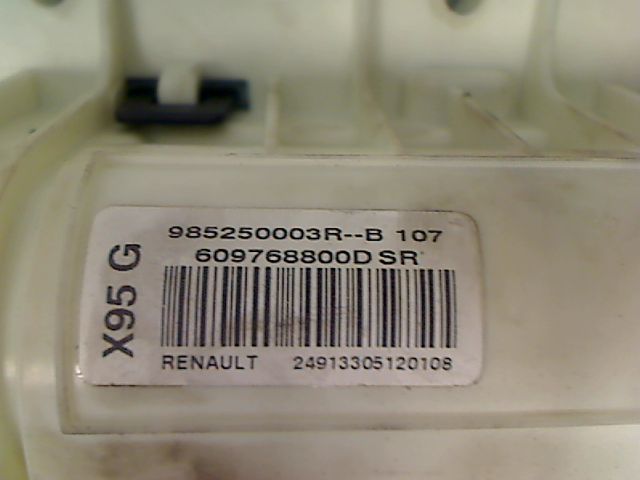 985250003R--B 107
609768800D SR
X95 G
RENAULT 24913305120108